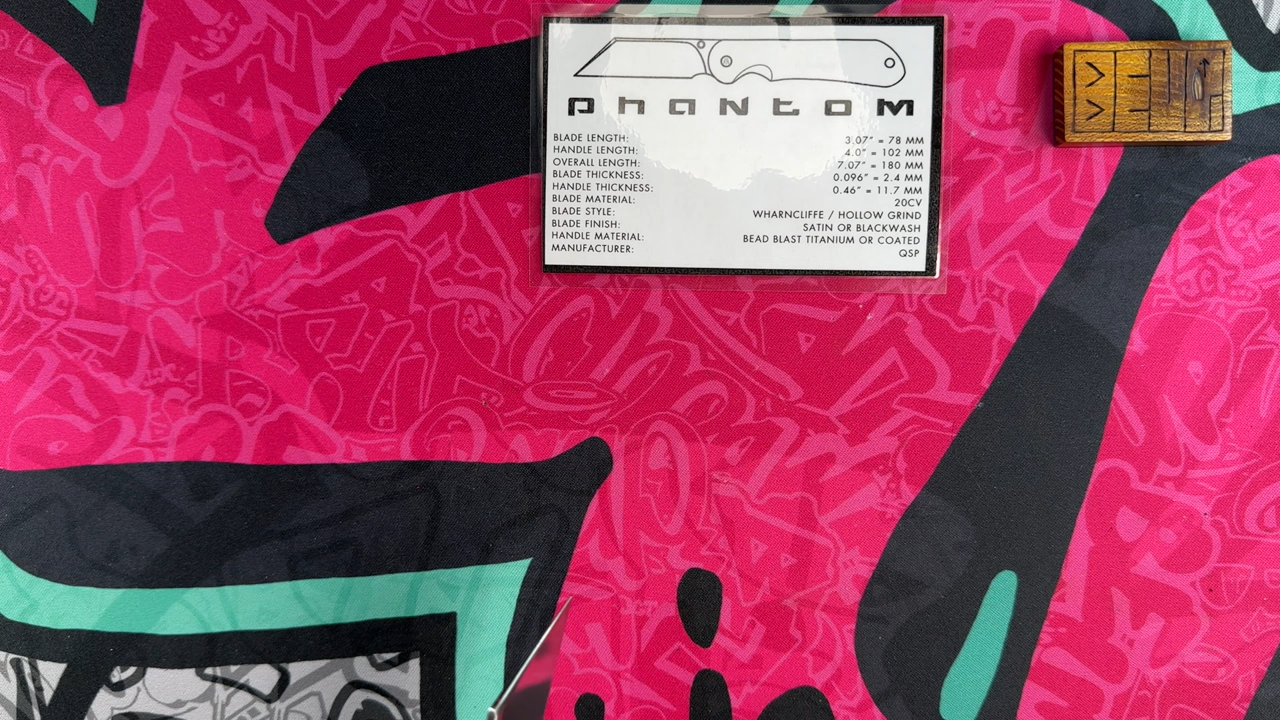 phantom
BLADE LENGTH: 3.07" = 78 MM
HANDLE LENGTH: 4.0" = 102 MM
OVERALL LENGTH: 7.07" = 180 MM
BLADE THICKNESS: 0.096" = 2.4 MM
HANDLE THICKNESS: 0.46" = 11.7 MM
BLADE MATERIAL: 20CV
BLADE STYLE: WHARNCLIFFE / HOLLOW GRIND
BLADE FINISH: SATIN OR BLACKWASH
HANDLE MATERIAL: BEAD BLAST TITANIUM OR COATED
MANUFACTURER: QSP